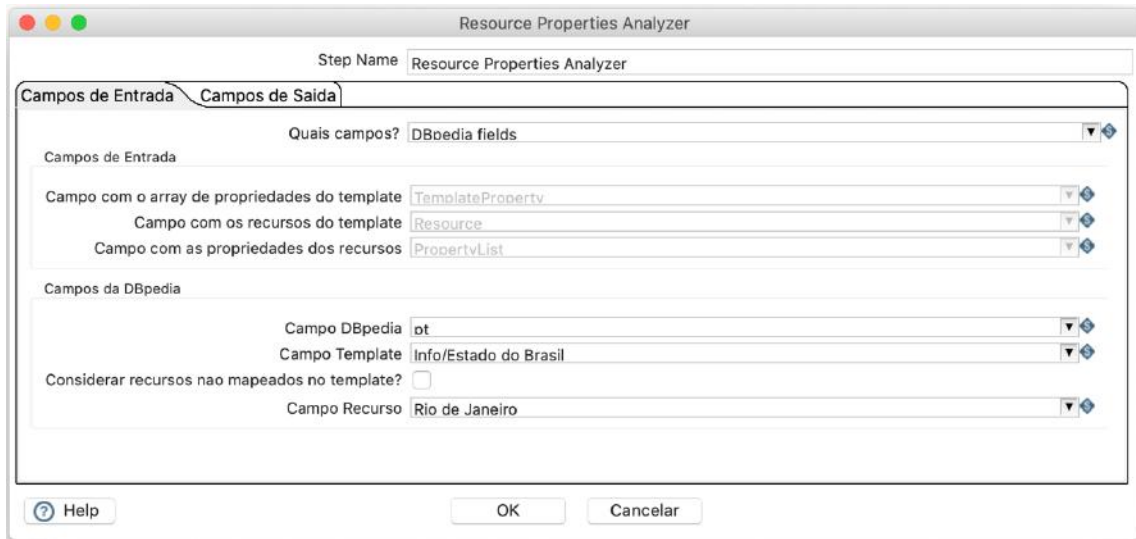 Resource Properties Analyzer
Step Name Resource Properties Analyzer
Campos de Entrada Campos de Saida
Quais campos? DBpedia fields
Campos de Entrada
Campo com o array de propriedades do template TemplateProperty
Campo com os recursos do template Resource
Campo com as propriedades dos recursos PropertyList
Campos da DBpedia
Campo DBpedia pt
Campo Template Info/Estado do Brasil
Considerar recursos nao mapeados no template?
Campo Recurso Rio de Janeiro
? Help OK Cancelar